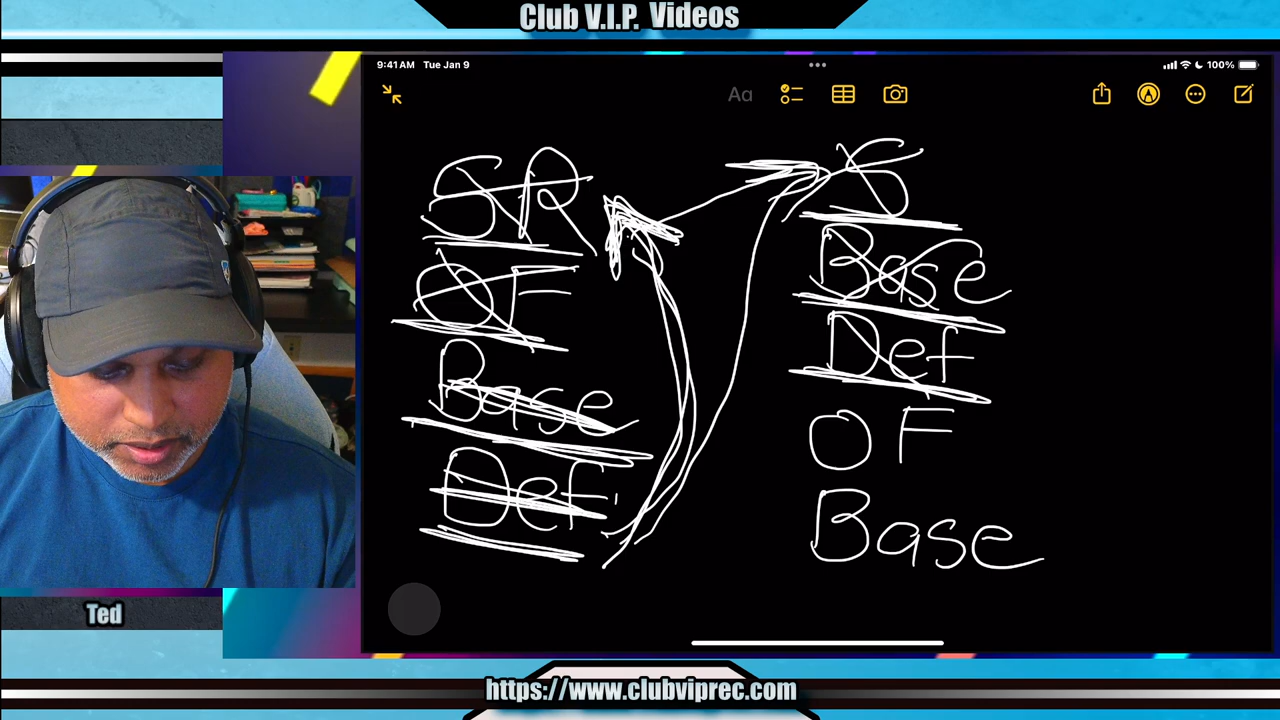 Club V.I.P. Videos
9:41 AM Tue Jan 9
100%
Aa
SR
OF
Base
Def
S
Base
Def
OF
Base
Ted
https://www.clubviprec.com